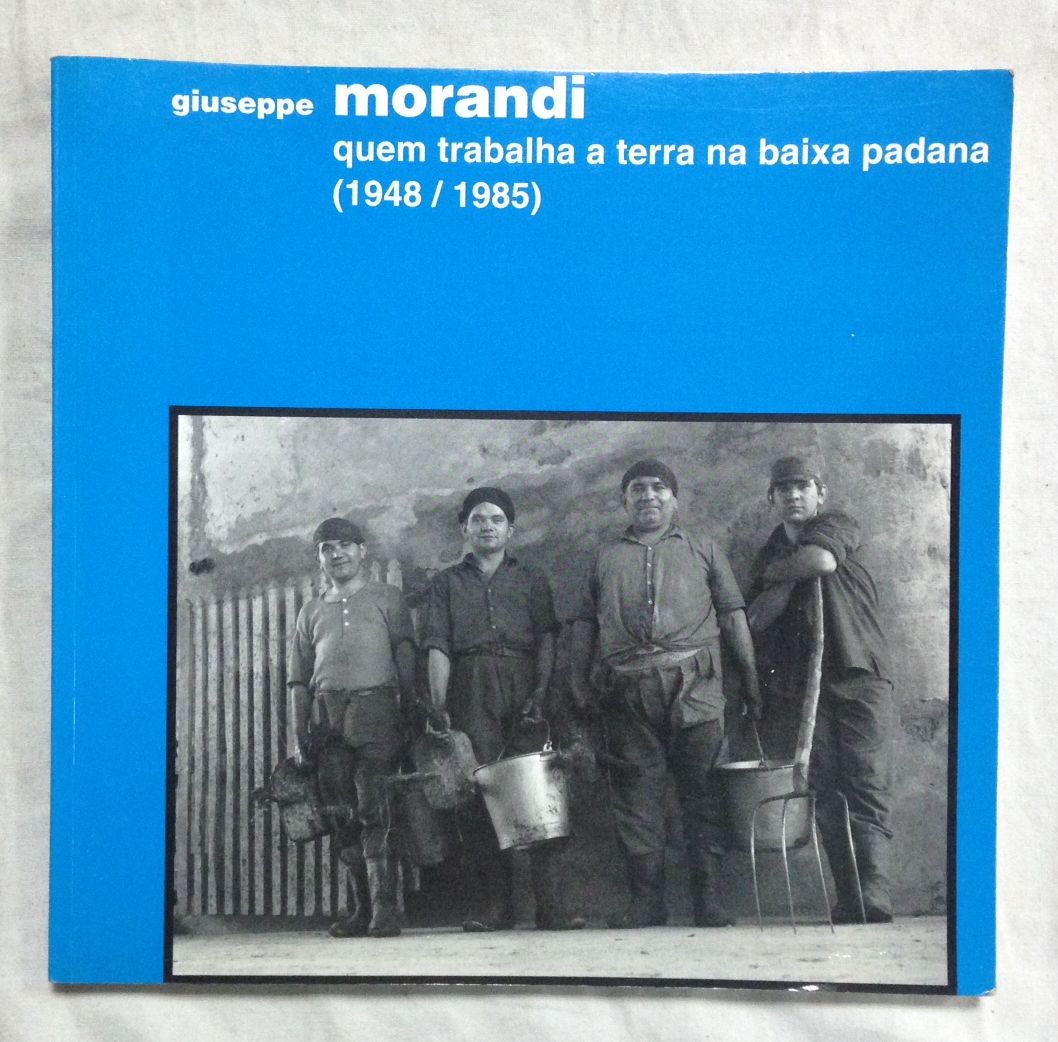 giuseppe morandi
quem trabalha a terra na baixa padana
(1948 / 1985)